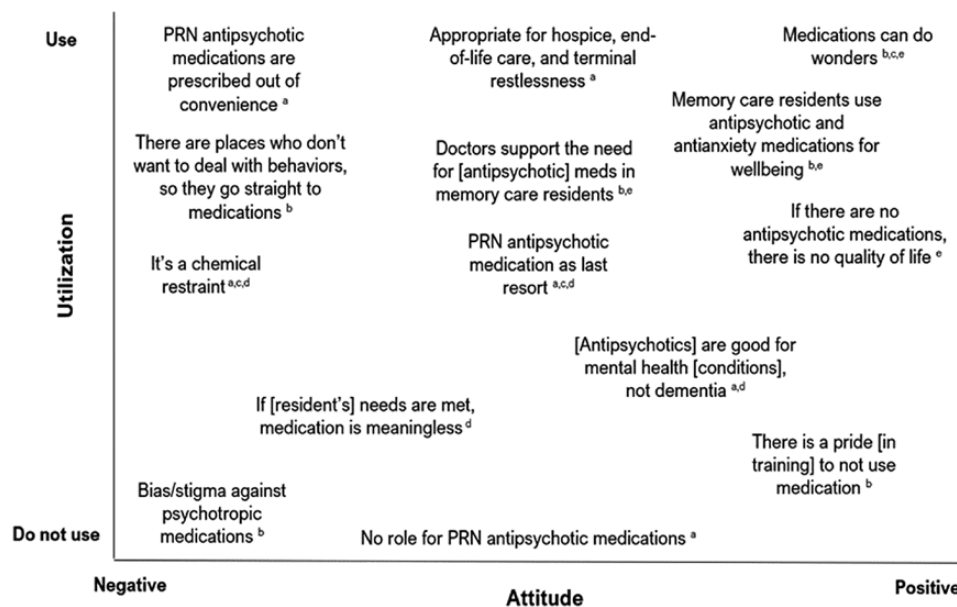 Use
PRN antipsychotic
medications are
prescribed out of
convenience a
Appropriate for hospice, end-
of-life care, and terminal
restlessness a
Medications can do
wonders b,c,e
Memory care residents use
antipsychotic and
antianxiety medications for
wellbeing b,e
There are places who don't
want to deal with behaviors,
so they go straight to
medications b
Doctors support the need
for [antipsychotic] meds in
memory care residents b,e
If there are no
antipsychotic medications,
there is no quality of life e
It's a chemical
restraint a,c,d
PRN antipsychotic
medication as last
resort a,c,d
Utilization
[Antipsychotics] are good for
mental health [conditions],
not dementia a,d
If [resident's] needs are met,
medication is meaningless d
There is a pride [in
training] to not use
medication b
Bias/stigma against
psychotropic
medications b
No role for PRN antipsychotic medications a
Do not use
Negative
Attitude
Positive